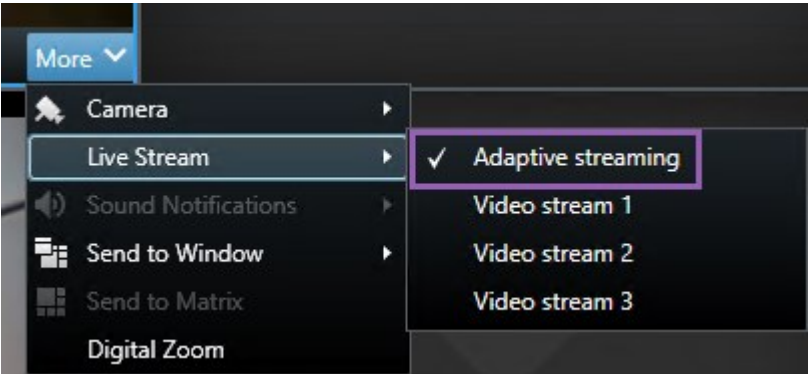 More
Camera
Live Stream
Sound Notifications
Send to Window
Send to Matrix
Digital Zoom
Adaptive streaming
Video stream 1
Video stream 2
Video stream 3